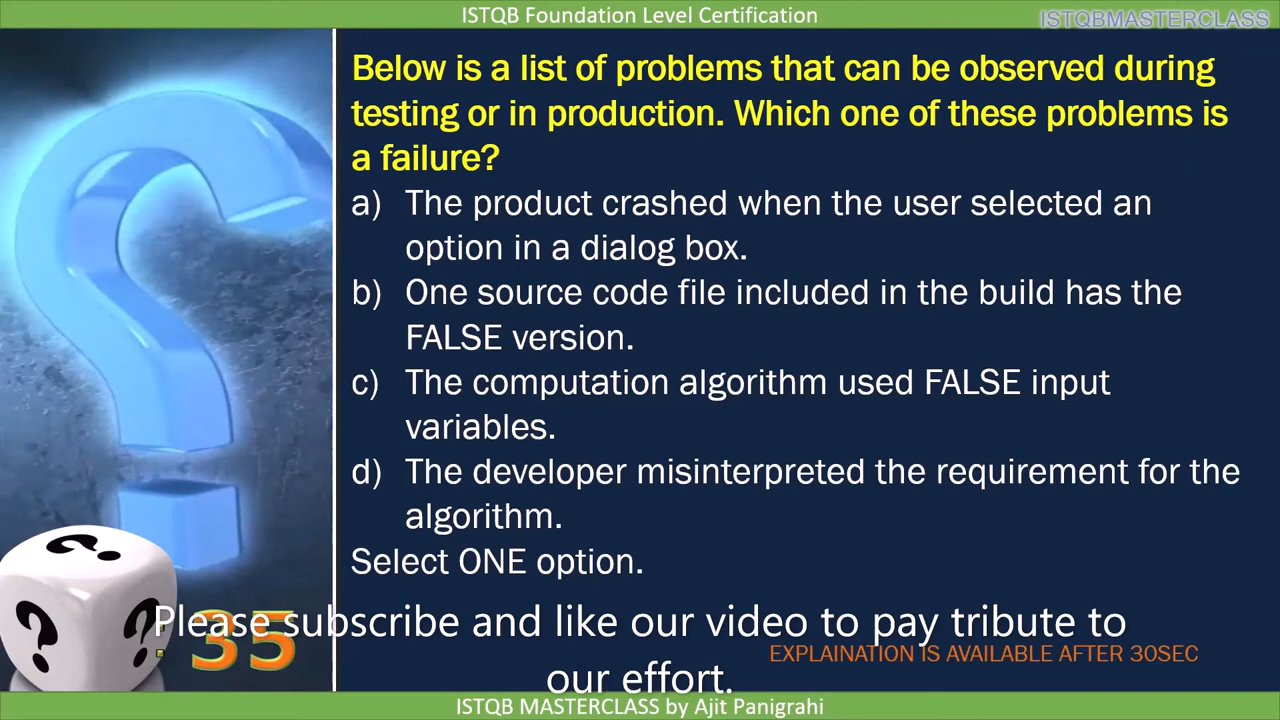 ISTQB Foundation Level Certification
ISTQBMASTERCLASS
Below is a list of problems that can be observed during
testing or in production. Which one of these problems is
a failure?
a) The product crashed when the user selected an
option in a dialog box.
b) One source code file included in the build has the
FALSE version.
c) The computation algorithm used FALSE input
variables.
d) The developer misinterpreted the requirement for the
algorithm.
Select ONE option.
: 35
Please subscribe and like our video to pay tribute to
our effort.
EXPLAINATION IS AVAILABLE AFTER 30SEC
ISTQB MASTERCLASS by Ajit Panigrahi